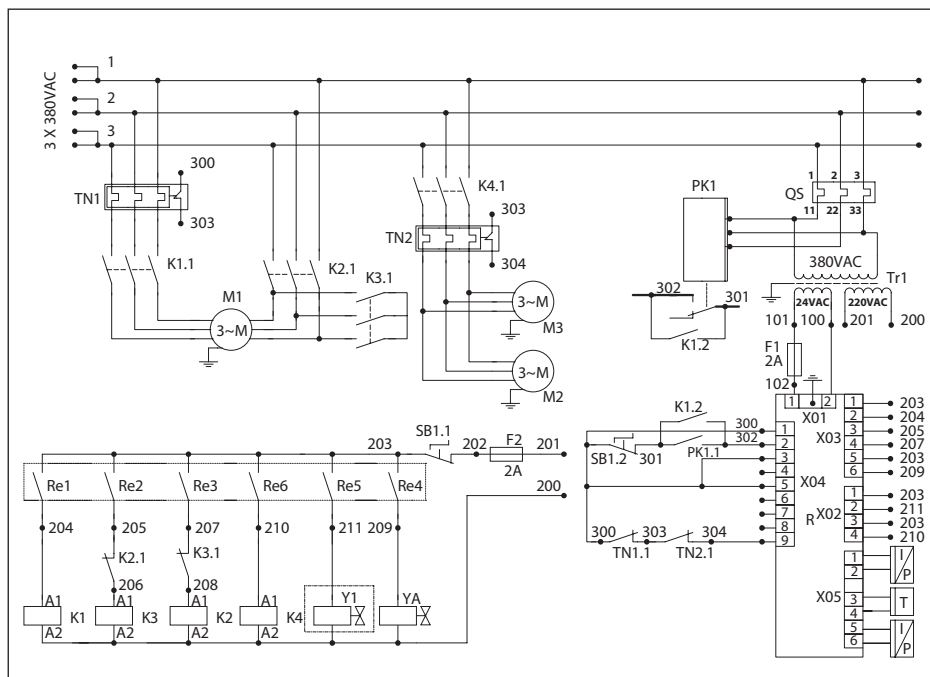 3 X 380VAC
1
2
3
300
TN1
303
K4.1
303
TN2
304
K1.1
K2.1
K3.1
M1
3~M
3~M
M3
3~M
M2
PK1
1 2 3
QS
11 22 33
380VAC
Tr1
24VAC 220VAC
302
301
K1.2
101 100 201 200
F1
2A
102
1 2
X01
1 203
2 204
3 205
4 207
5 203
6 209
X03
K1.2
300
302
SB1.2 301 PK1.1
1
2
3
4
5
6
7
8
9
X04
R
X02
1 203
2 211
3 203
4 210
300 303 304
TN1.1 TN2.1
X05
1
2
3
4
5
6
I/P
T
I/P
203 SB1.1 202 F2 201
2A
200
Re1 Re2 Re3 Re6 Re5 Re4
204 205 207 210 211 209
K2.1 K3.1
206 208
A1 A1 A1 A1 Y1 YA
K1 K3 K2 K4
A2 A2 A2 A2